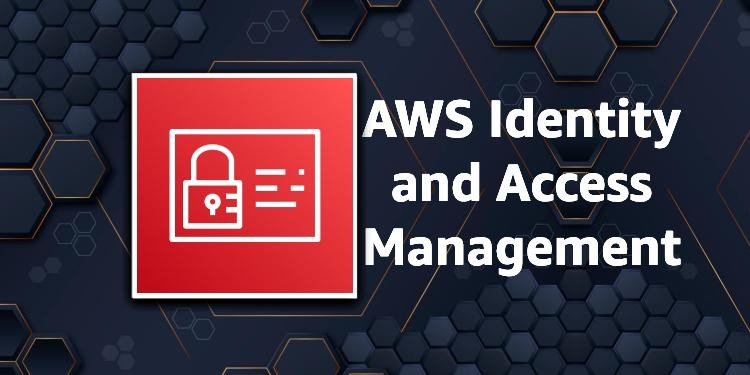 AWS Identity
and Access
Management